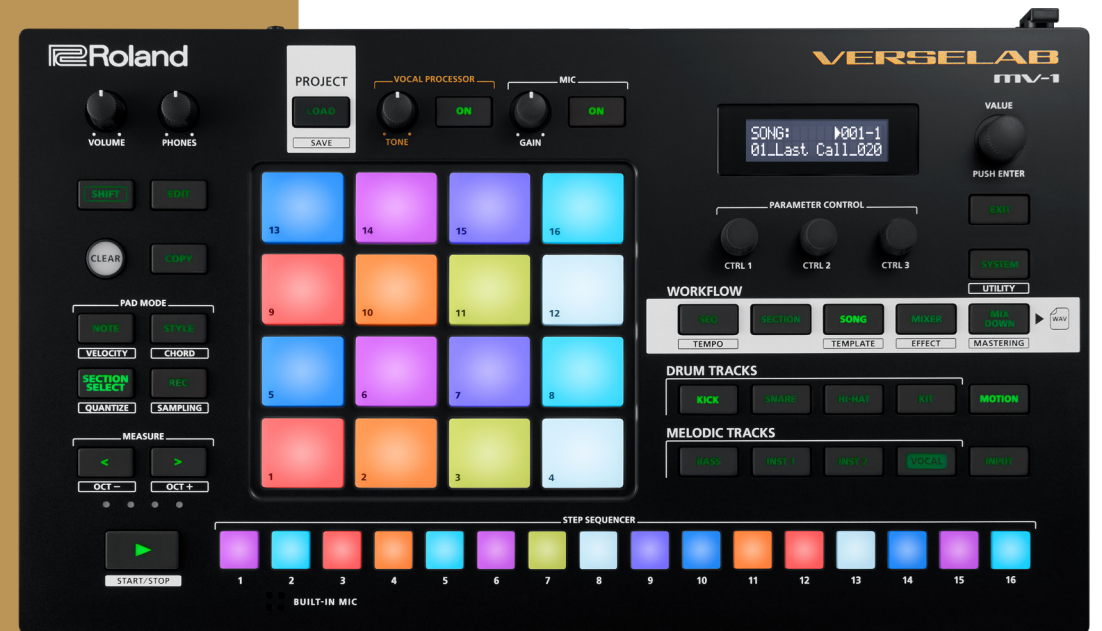 Roland
VERSELAB
MV-1
VOLUME
PHONES
PROJECT
LOAD
SAVE
VOCAL PROCESSOR
TONE
ON
MIC
GAIN
ON
SONG: ▶001-1
01_Last Call_020
VALUE
PUSH ENTER
SHIFT
EDIT
CLEAR
COPY
PAD MODE
NOTE
STYLE
VELOCITY
CHORD
SECTION
SELECT
REC
QUANTIZE
SAMPLING
MEASURE
<
>
OCT −
OCT +
START/STOP
13
14
15
16
9
10
11
12
5
6
7
8
1
2
3
4
PARAMETER CONTROL
CTRL 1
CTRL 2
CTRL 3
EXIT
SYSTEM
UTILITY
WORKFLOW
SEQ
SECTION
SONG
MIXER
MIX
DOWN
WAV
TEMPO
TEMPLATE
EFFECT
MASTERING
DRUM TRACKS
KICK
SNARE
HI-HAT
KIT
MOTION
MELODIC TRACKS
BASS
INST 1
INST 2
VOCAL
INPUT
STEP SEQUENCER
1 2 3 4 5 6 7 8 9 10 11 12 13 14 15 16
BUILT-IN MIC